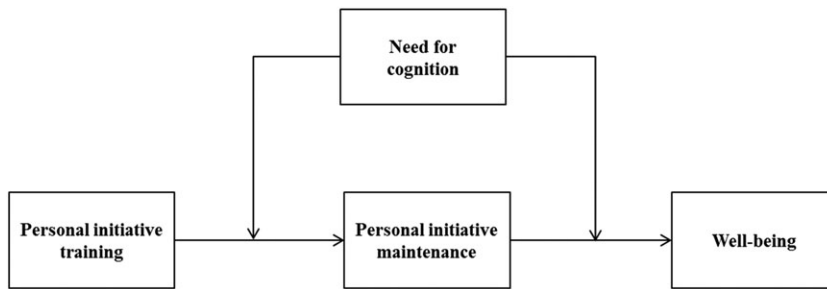 Need for
cognition
Personal initiative
training
Personal initiative
maintenance
Well-being